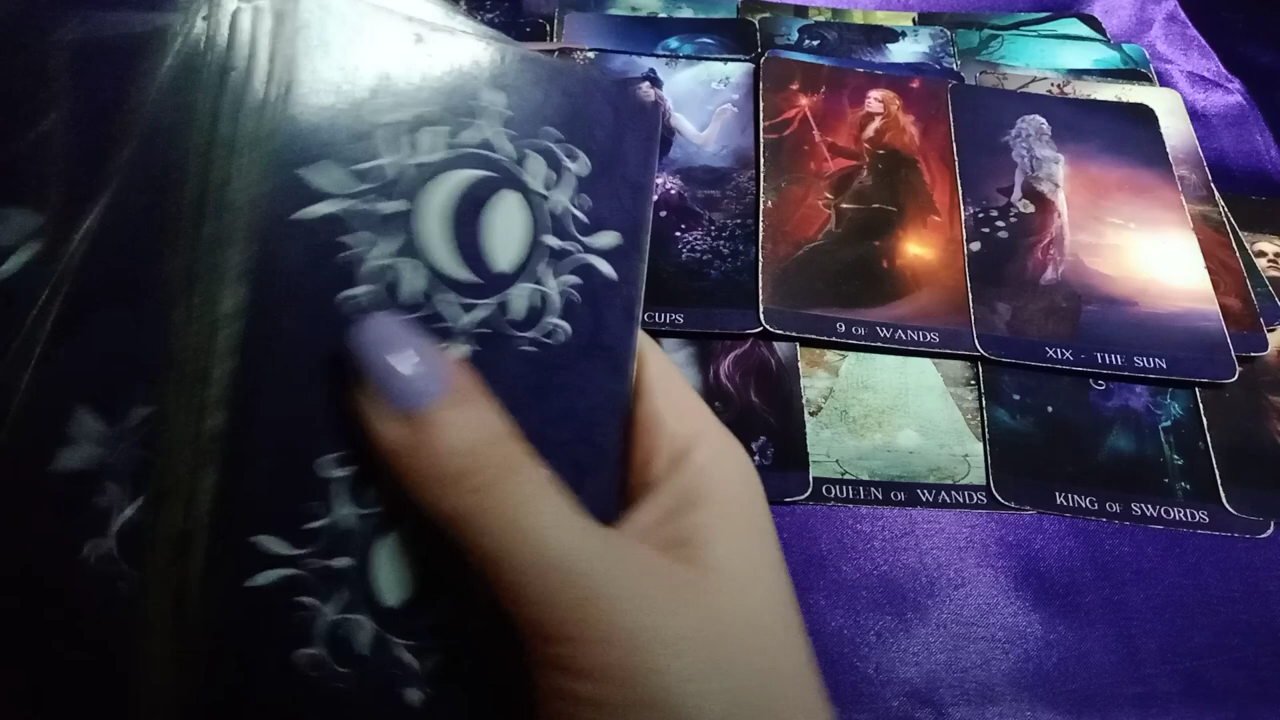 CUPS
9 OF WANDS
XIX - THE SUN
QUEEN OF WANDS
KING OF SWORDS